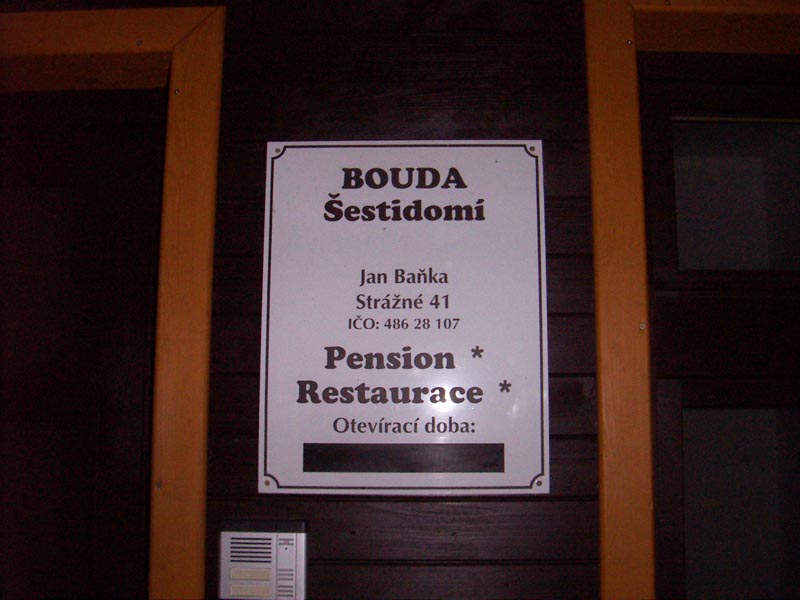 BOUDA
Šestidomí
Jan Baňka
Strážné 41
IČO: 486 28 107
Pension *
Restaurace *
Otevírací doba: